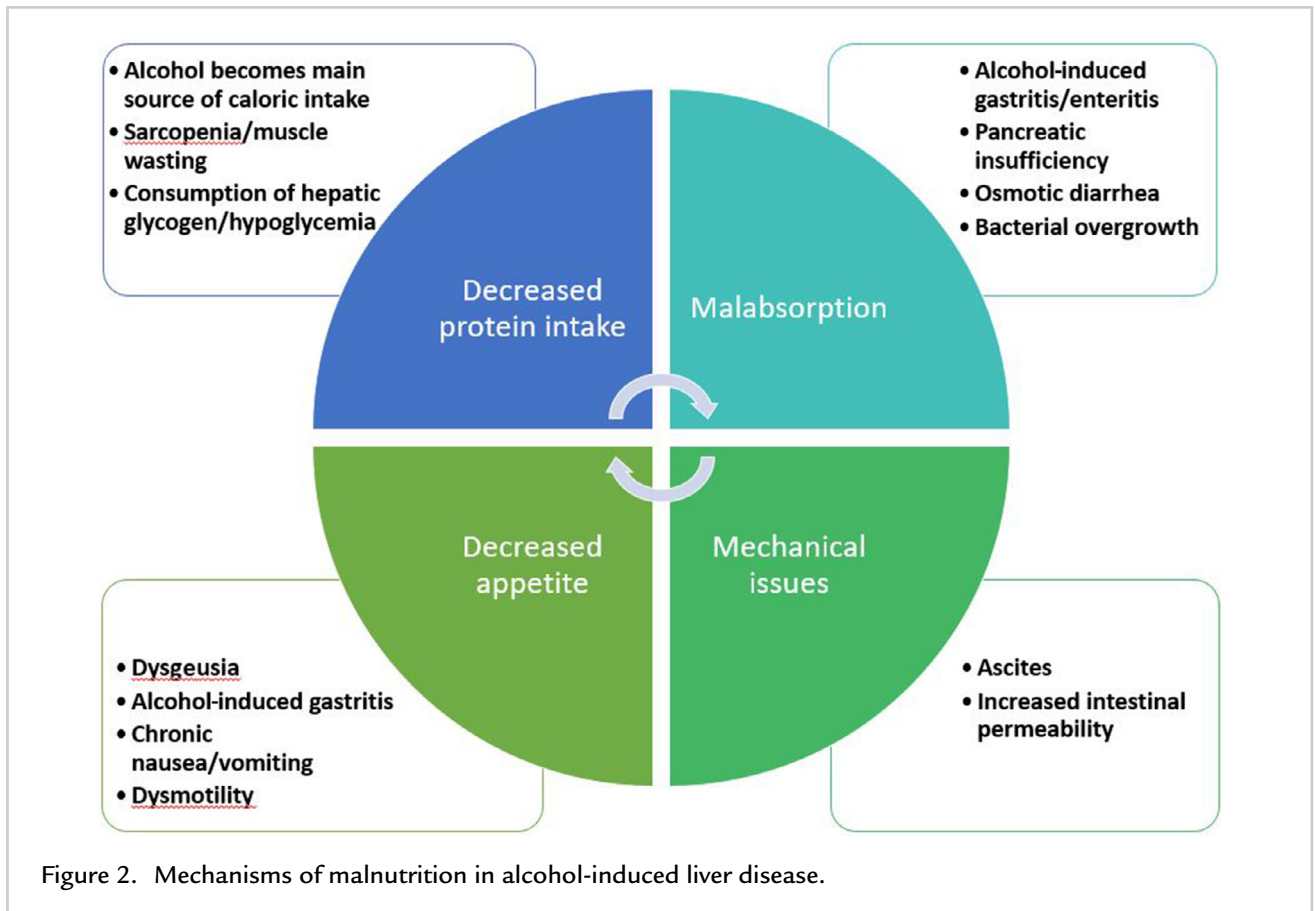 • Alcohol becomes main
source of caloric intake
• Sarcopenia/muscle
wasting
• Consumption of hepatic
glycogen/hypoglycemia
• Alcohol-induced
gastritis/enteritis
• Pancreatic
insufficiency
• Osmotic diarrhea
• Bacterial overgrowth
Decreased
protein intake
Malabsorption
Decreased
appetite
Mechanical
issues
• Dysgeusia
• Alcohol-induced gastritis
• Chronic
nausea/vomiting
• Dysmotility
• Ascites
• Increased intestinal
permeability
Figure 2. Mechanisms of malnutrition in alcohol-induced liver disease.